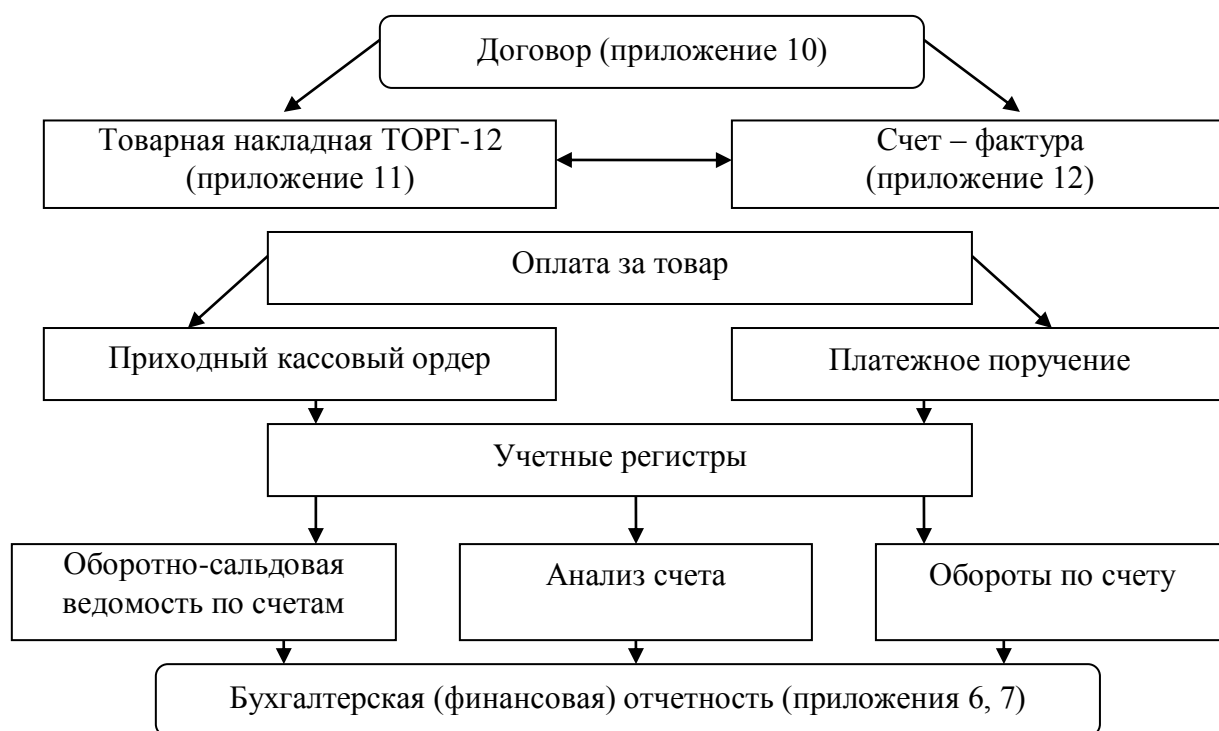 Договор (приложение 10)
Товарная накладная ТОРГ-12
(приложение 11)
Счет – фактура
(приложение 12)
Оплата за товар
Приходный кассовый ордер
Платежное поручение
Учетные регистры
Оборотно-сальдовая
ведомость по счетам
Анализ счета
Обороты по счету
Бухгалтерская (финансовая) отчетность (приложения 6, 7)